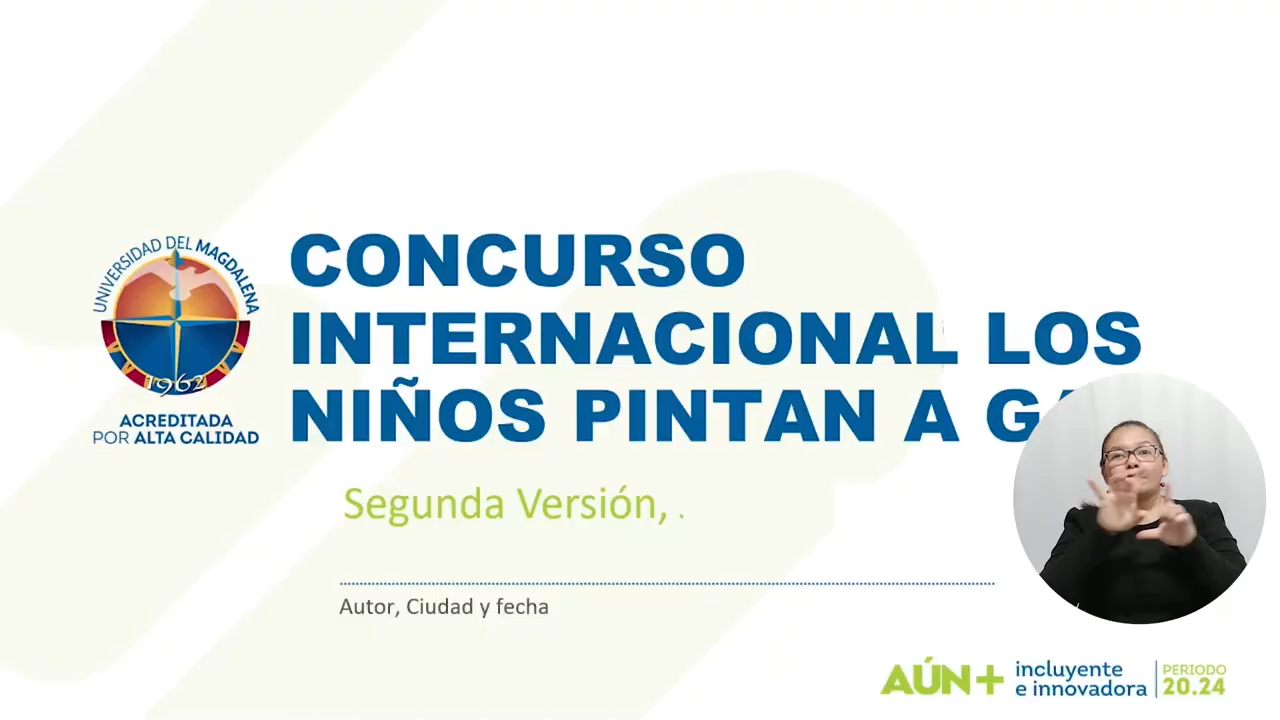 UNIVERSIDAD DEL MAGDALENA
1962
ACREDITADA
POR ALTA CALIDAD
CONCURSO
INTERNACIONAL LOS
NIÑOS PINTAN A
Segunda Versión, .
Autor, Ciudad y fecha
AÚN+ incluyente
e innovadora
PERIODO
20.24